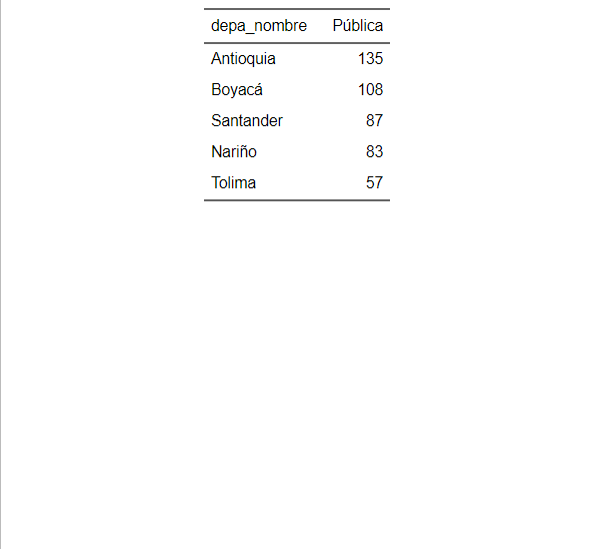 depa_nombre Pública
Antioquia 135
Boyacá 108
Santander 87
Nariño 83
Tolima 57